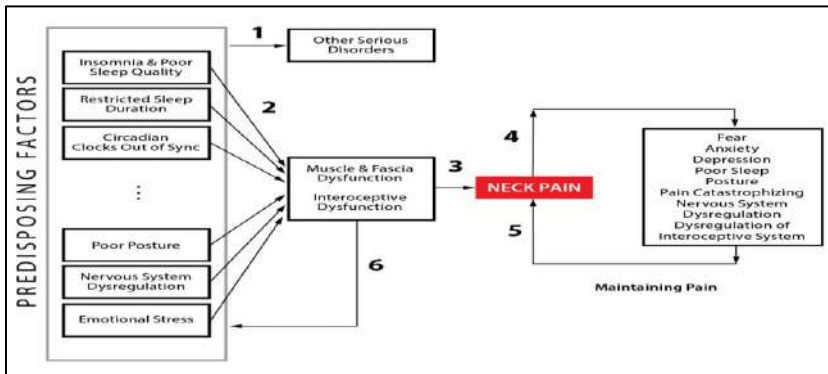 PREDISPOSING FACTORS
1
Other Serious
Disorders
Insomnia & Poor
Sleep Quality
2
Restricted Sleep
Duration
Circadian
Clocks Out of Sync
...
Poor Posture
Nervous System
Dysregulation
Emotional Stress
Muscle & Fascia
Dysfunction
Interoceptive
Dysfunction
3
NECK PAIN
4
5
6
Fear
Anxiety
Depression
Poor Sleep
Posture
Pain Catastrophizing
Nervous System
Dysregulation
Dysregulation of
Interoceptive System
Maintaining Pain